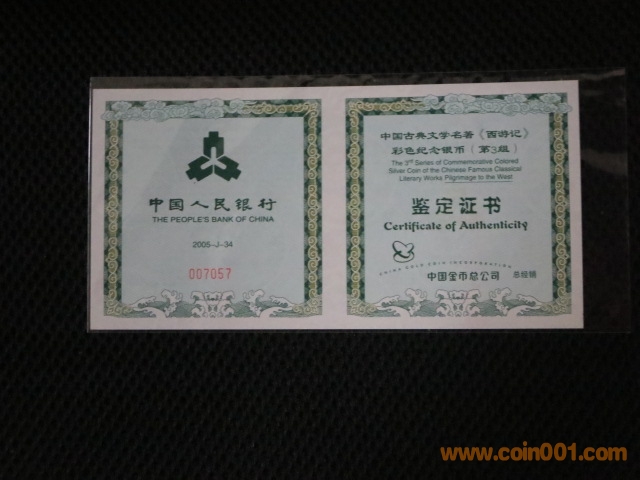 中国人民银行
THE PEOPLE'S BANK OF CHINA
2005-J-34
007057
中国古典文学名著《西游记》
彩色纪念银币（第3组）
The 3rd Series of Commemorative Colored
Silver Coin of the Chinese Famous Classical
Literary Works Pilgrimage to the West
鉴定证书
Certificate of Authenticity
CHINA GOLD COIN INCORPORATION
中国金币总公司 总经销
www.coin001.com